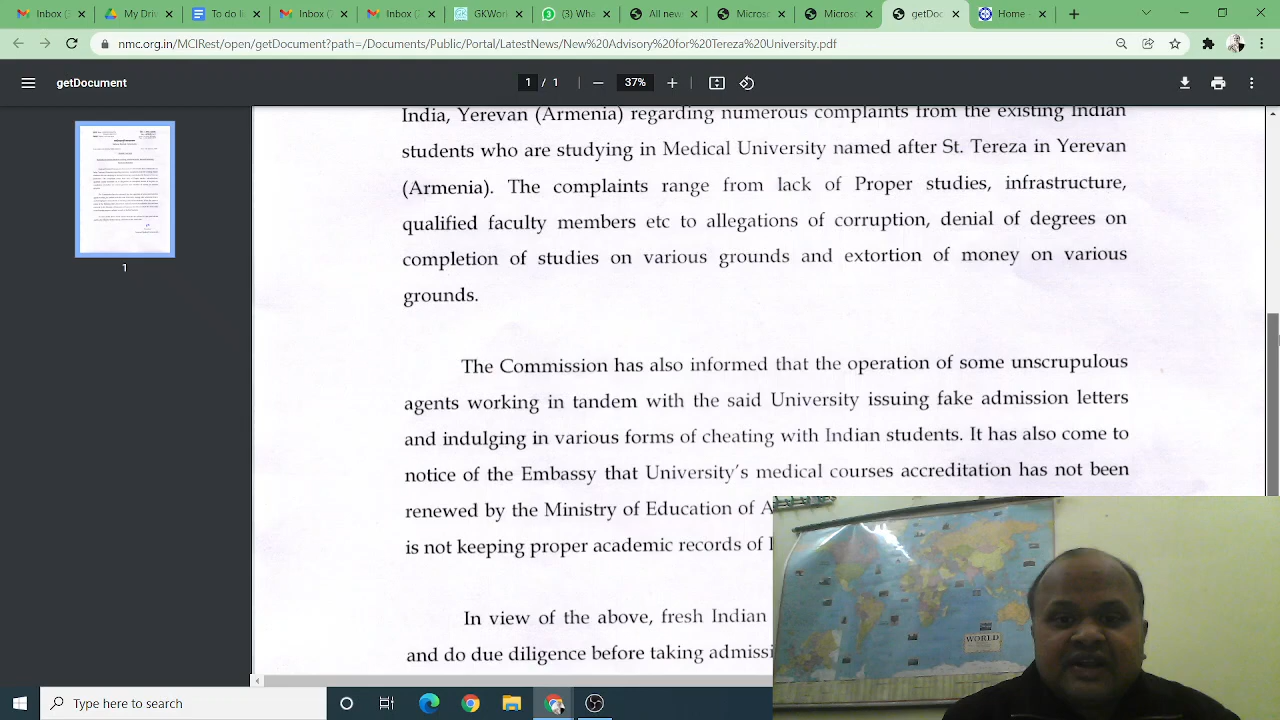 M Inbox
M Inbox
To do l
M Gmail
M Gmail
GKWor
(3) Wha
All new
Micros
Micros
getDoc
Home -
nmc.org.in/MCIRest/open/getDocument?path=/Documents/Public/Portal/LatestNews/New%20Advisory%20for%20Tereza%20University.pdf
getDocument
1 / 1
37%
India, Yerevan (Armenia) regarding numerous complaints from the existing Indian
students who are studying in Medical University named after St. Tereza in Yerevan
(Armenia). The complaints range from lack of Proper studies, infrastructure,
qualified faculty members etc to allegations of corruption, denial of degrees on
completion of studies on various grounds and extortion of money on various
grounds.
The Commission has also informed that the operation of some unscrupulous
agents working in tandem with the said University issuing fake admission letters
and indulging in various forms of cheating with Indian students. It has also come to
notice of the Embassy that University's medical courses accreditation has not been
renewed by the Ministry of Education of A
is not keeping proper academic records of I
In view of the above, fresh Indian
and do due diligence before taking admissi
1
WORLD
Type here to search